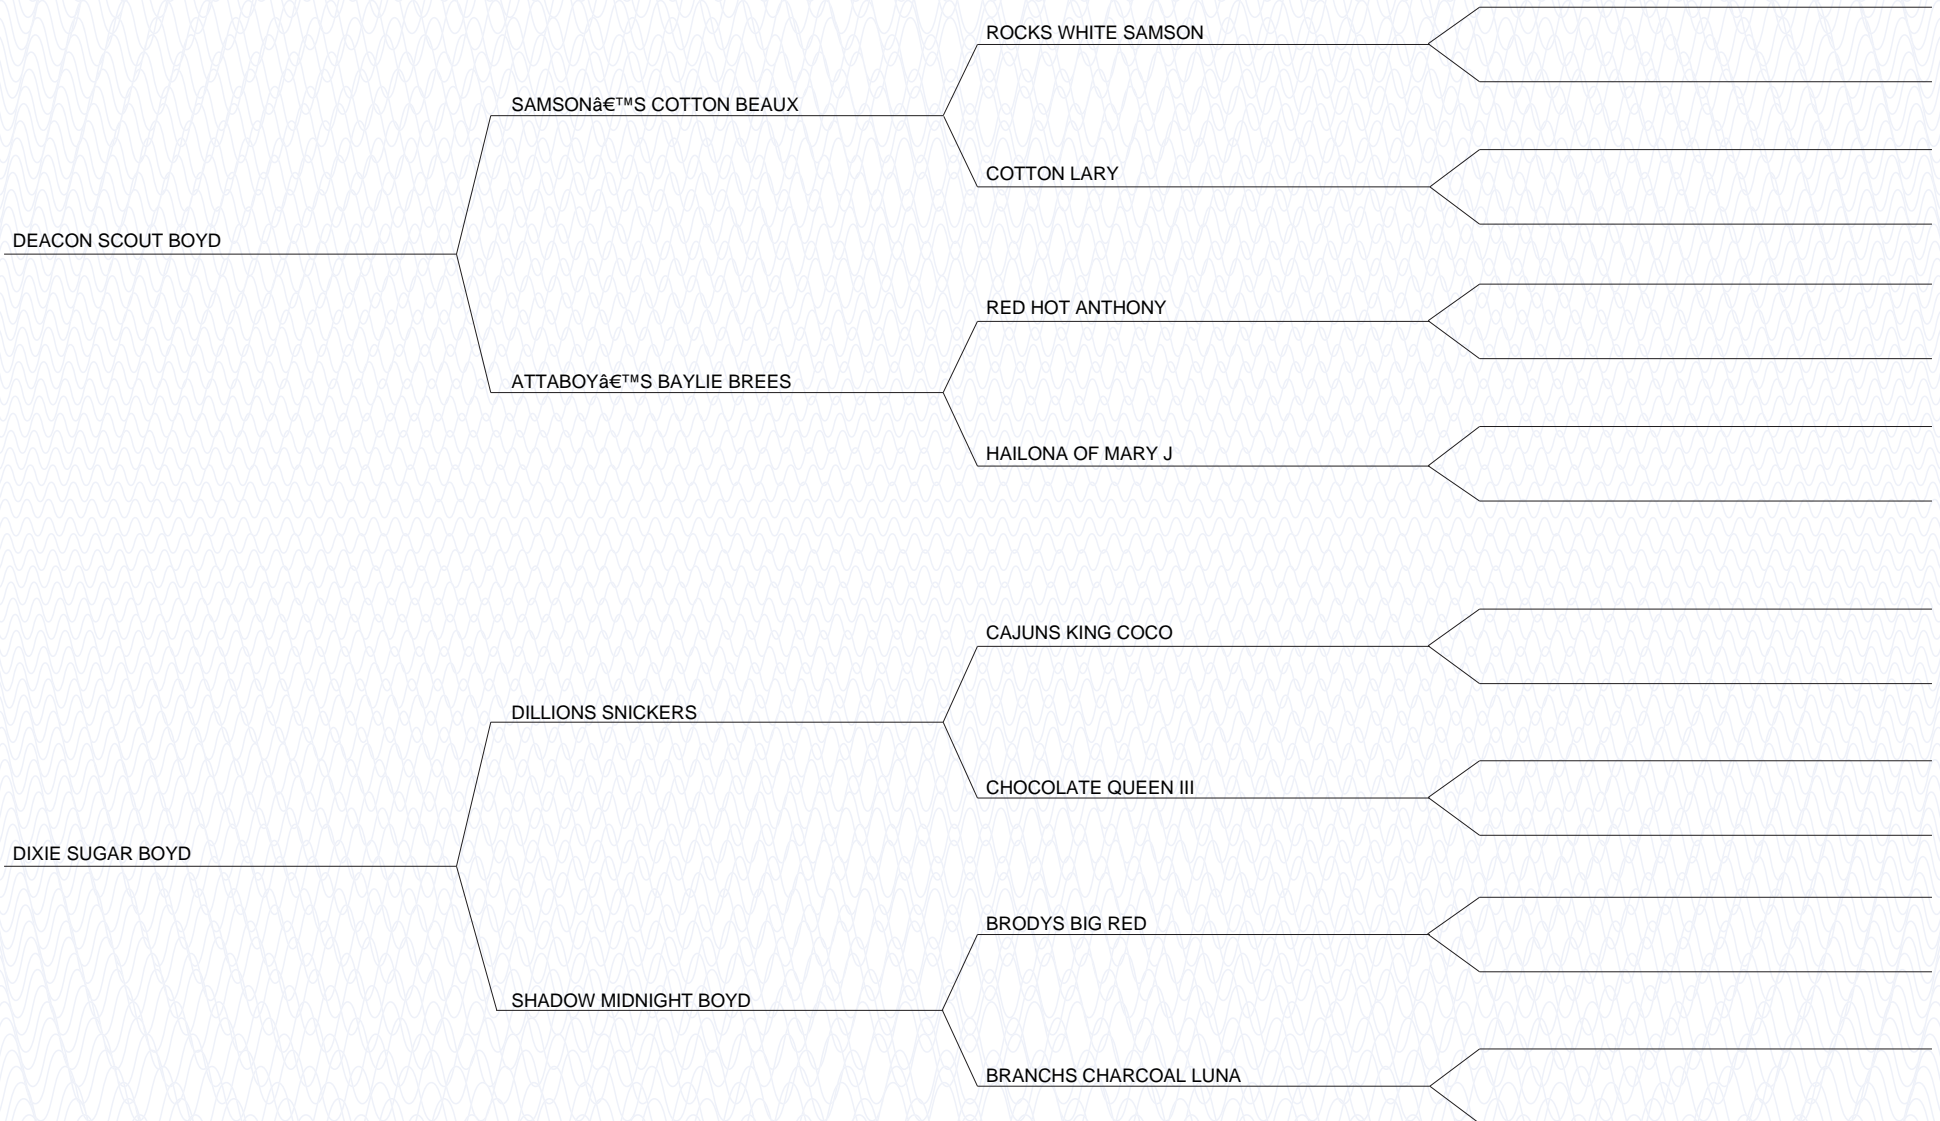 ROCKS WHITE SAMSON
SAMSONâ€™S COTTON BEAUX
COTTON LARY
DEACON SCOUT BOYD
RED HOT ANTHONY
ATTABOYâ€™S BAYLIE BREES
HAILONA OF MARY J
CAJUNS KING COCO
DILLIONS SNICKERS
CHOCOLATE QUEEN III
DIXIE SUGAR BOYD
BRODYS BIG RED
SHADOW MIDNIGHT BOYD
BRANCHS CHARCOAL LUNA